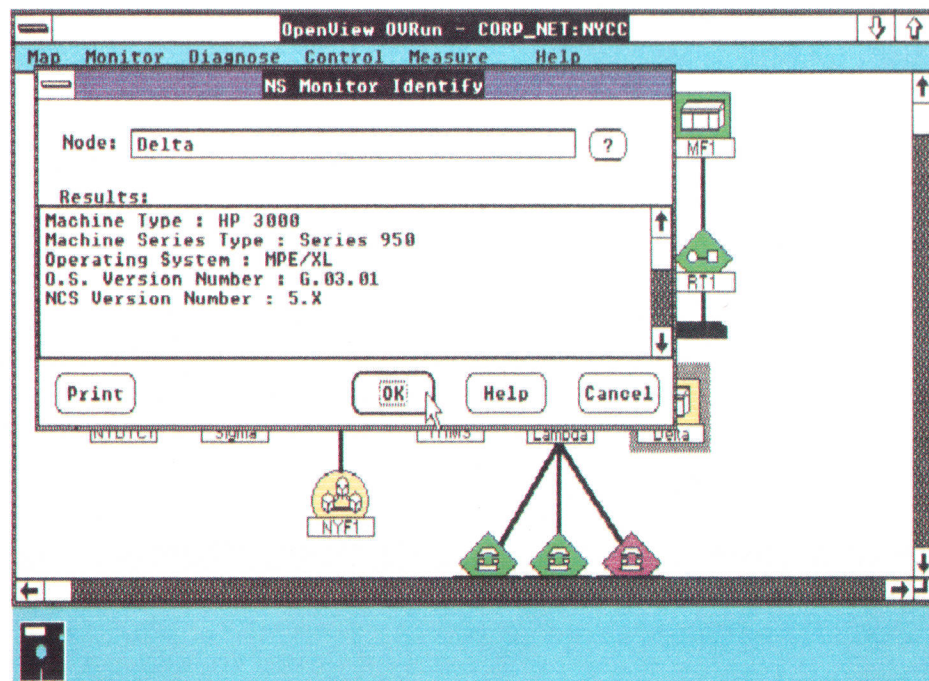 OpenView OVRun - CORP_NET:NYCC
Map Monitor Diagnose Control Measure Help
NS Monitor Identify
Node: Delta ?
Results:
Machine Type : HP 3000
Machine Series Type : Series 950
Operating System : MPE/XL
O.S. Version Number : G.03.01
NCS Version Number : 5.X
Print OK Help Cancel
MF1
RT1
NYDTC1 Sigma Lambda Delta
NYF1